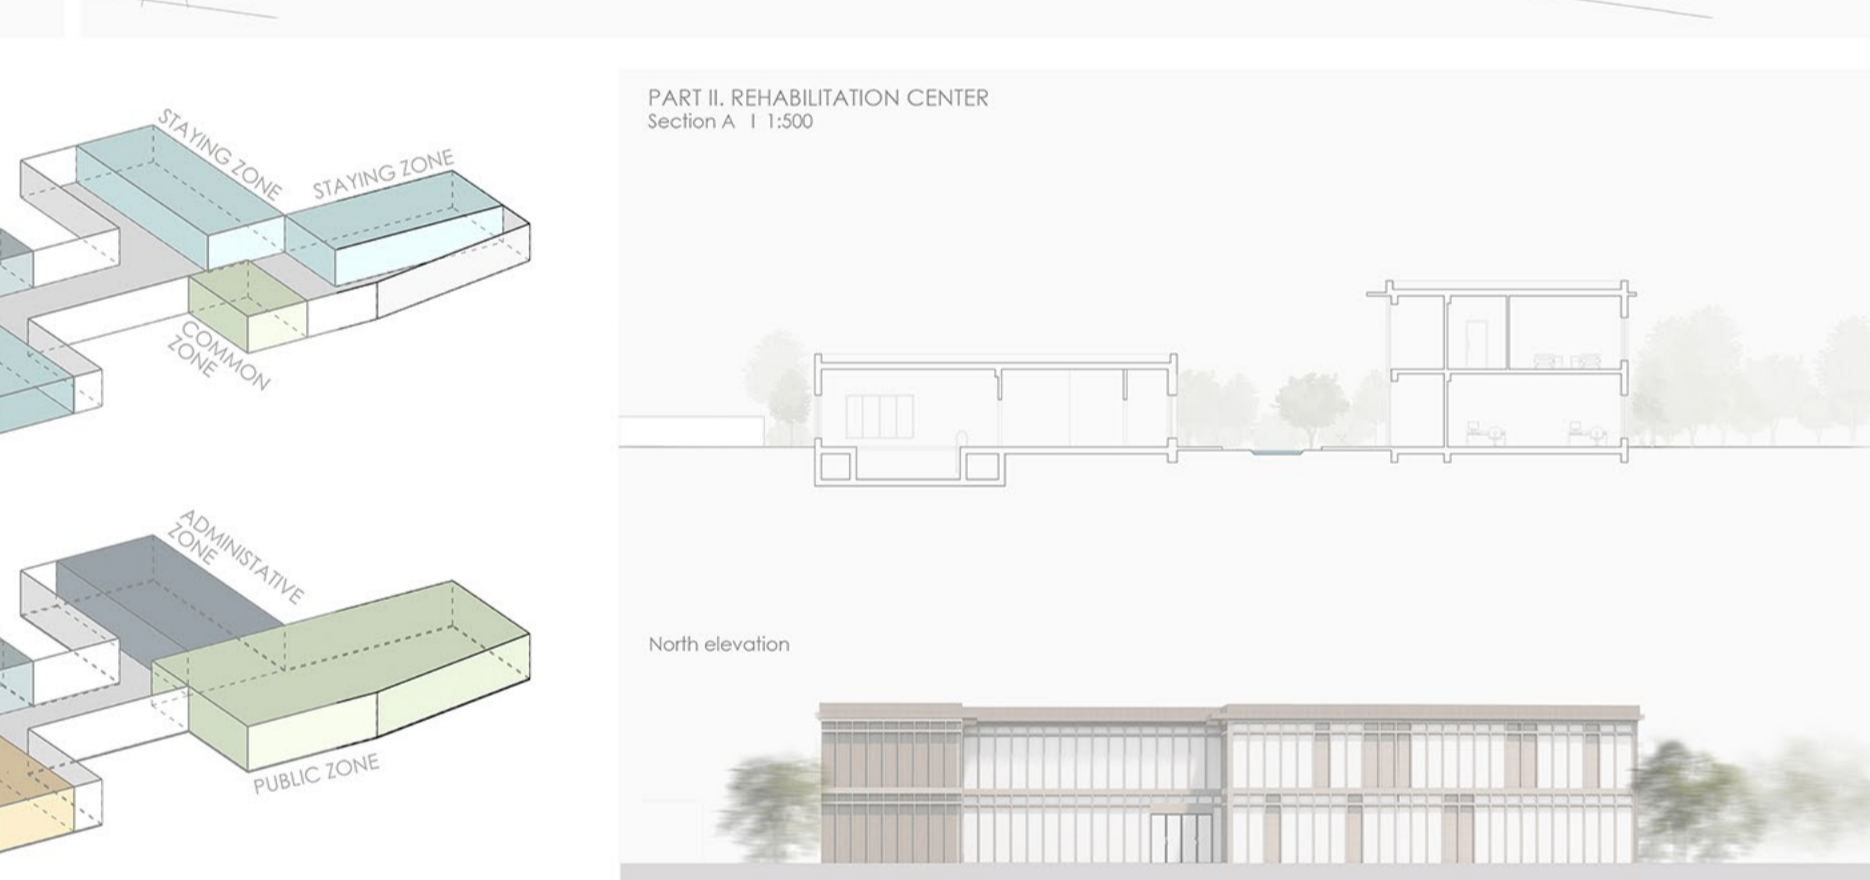 STAYING ZONE
STAYING ZONE
COMMON
ZONE
ADMINISTATIVE
ZONE
PUBLIC ZONE
PART II. REHABILITATION CENTER
Section A | 1:500
North elevation